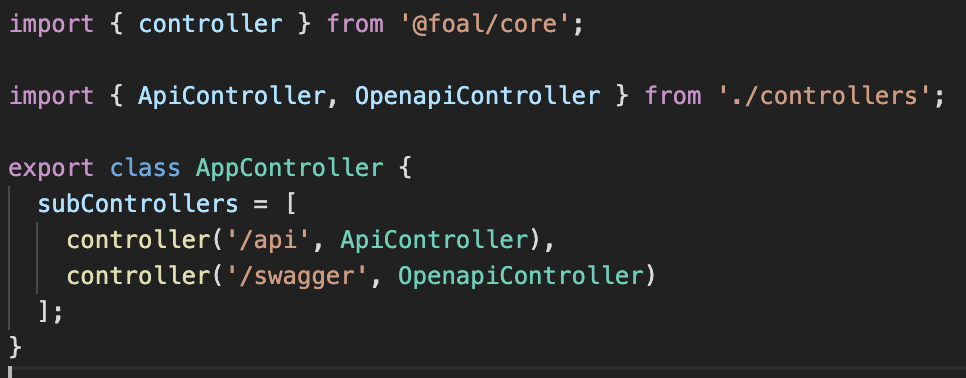 import { controller } from '@foal/core';
import { ApiController, OpenapiController } from './controllers';
export class AppController {
subControllers = [
controller('/api', ApiController),
controller('/swagger', OpenapiController)
];
}